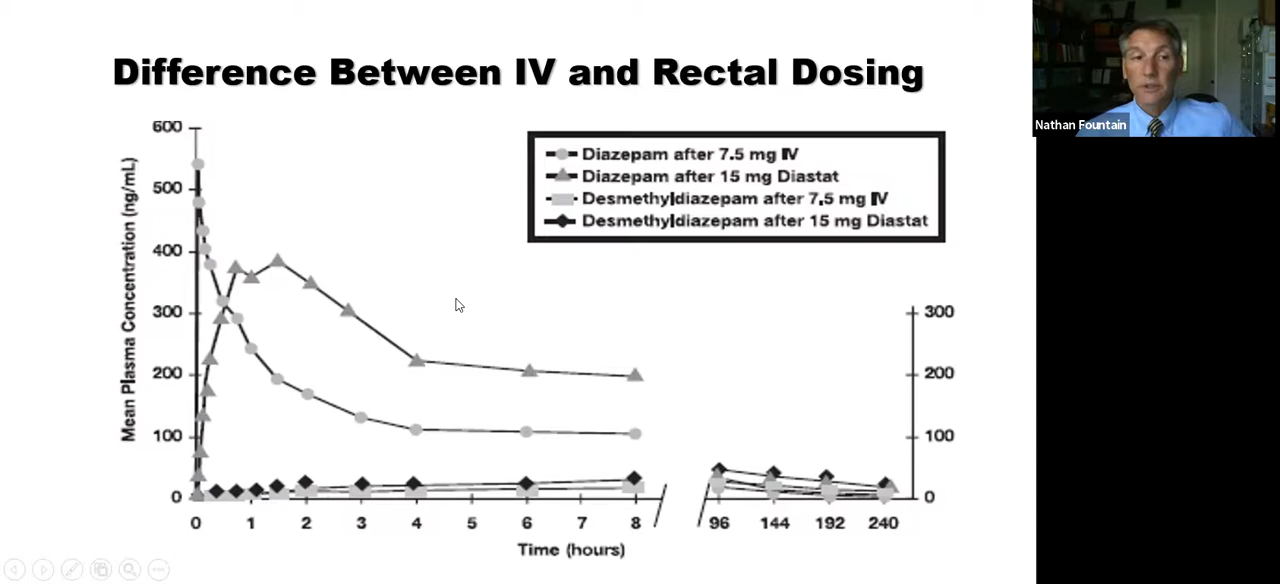 Difference Between IV and Rectal Dosing
Nathan Fountain
600
500
400
300
200
100
0
Mean Plasma Concentration (ng/mL)
Diazepam after 7.5 mg IV
Diazepam after 15 mg Diastat
Desmethyldiazepam after 7.5 mg IV
Desmethyldiazepam after 15 mg Diastat
300
200
100
0
0 1 2 3 4 5 6 7 8 96 144 192 240
Time (hours)